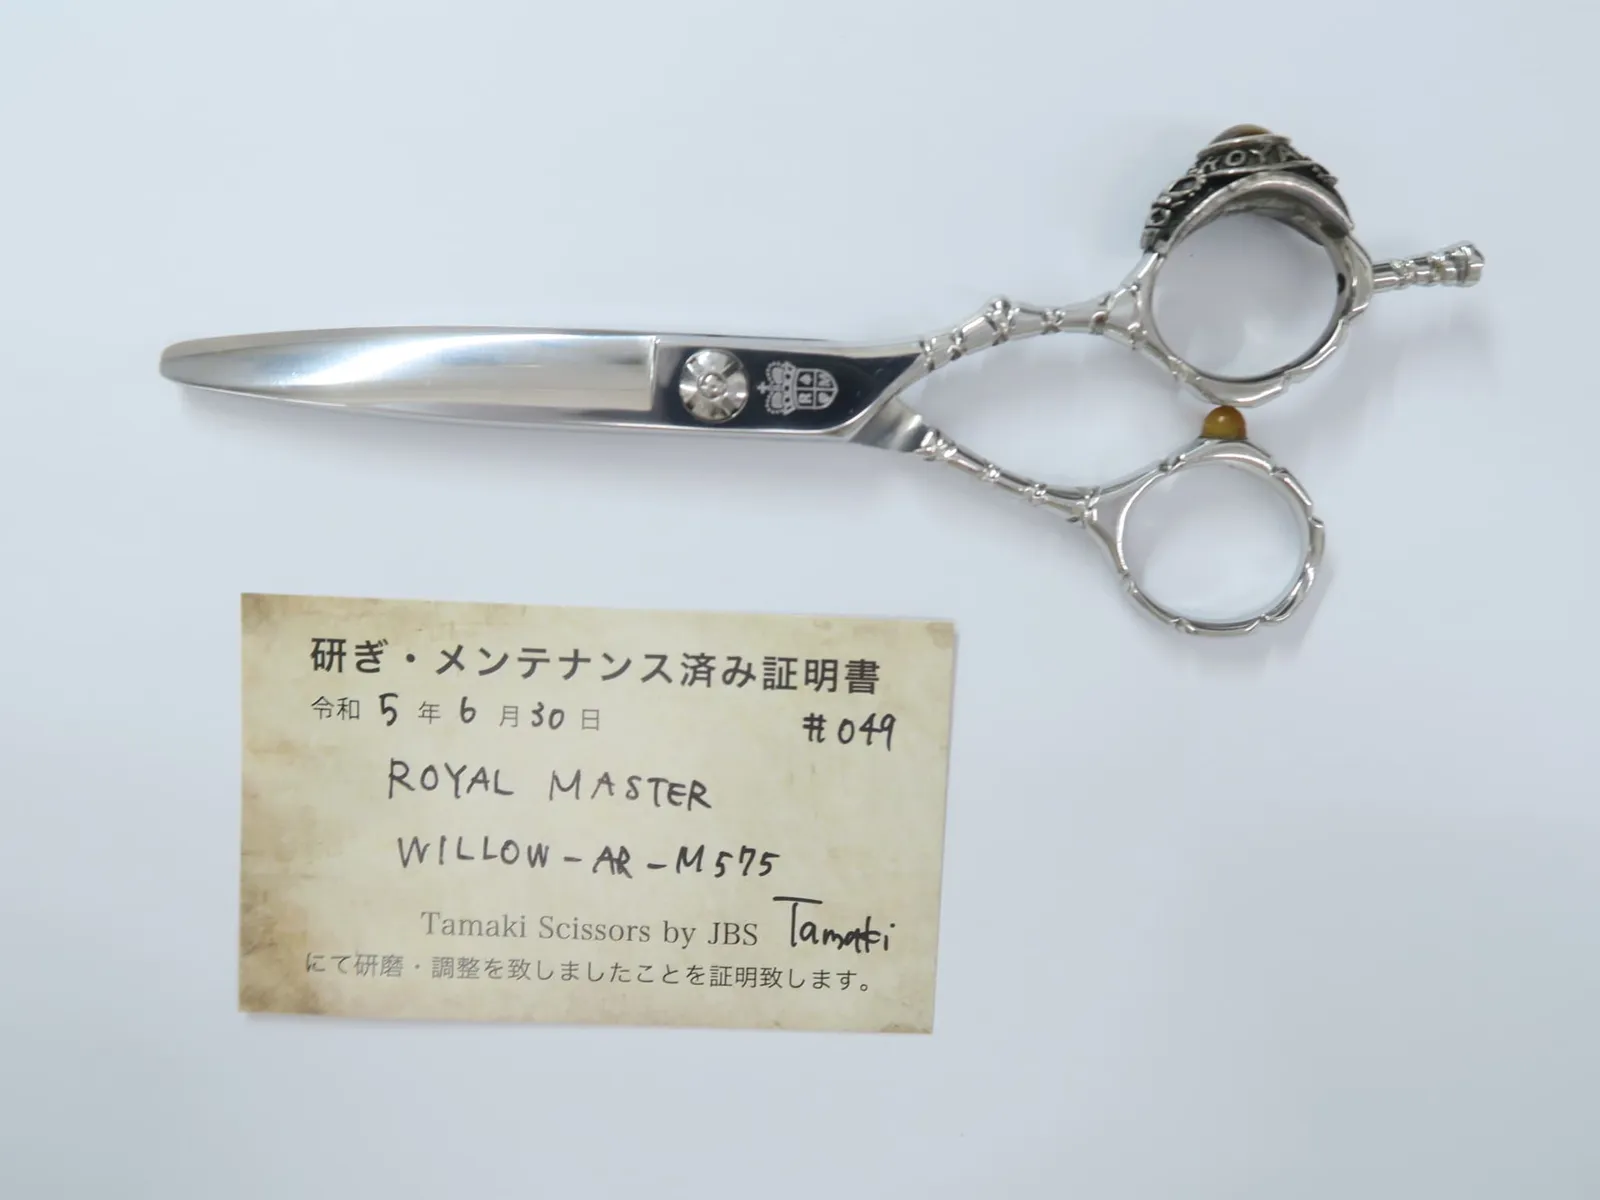 ROYAL
R M
研ぎ・メンテナンス済み証明書
令和 5 年 6 月 30 日
#049
ROYAL MASTER
WILLOW-AR-M575
Tamaki Scissors by JBS Tamaki
にて研磨・調整を致しましたことを証明致します。